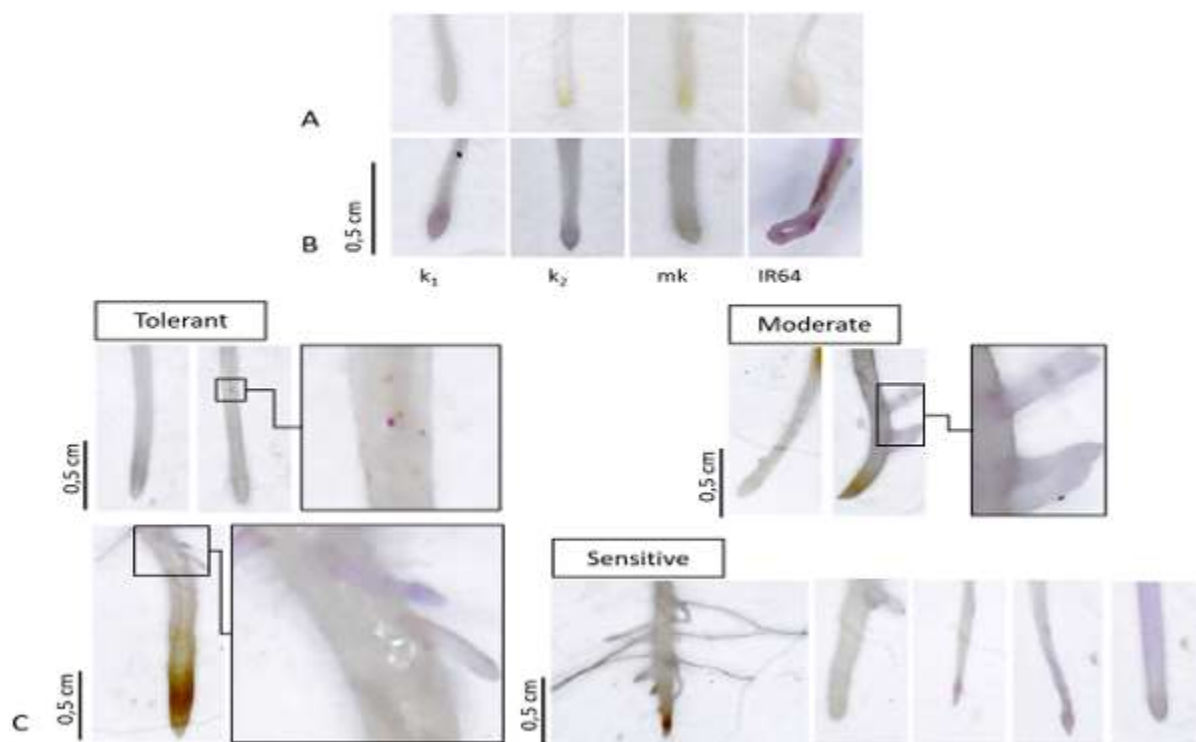 A
B
0,5 cm
k₁
k₂
mk
IR64
Tolerant
Moderate
0,5 cm
0,5 cm
Sensitive
C
0,5 cm
0,5 cm